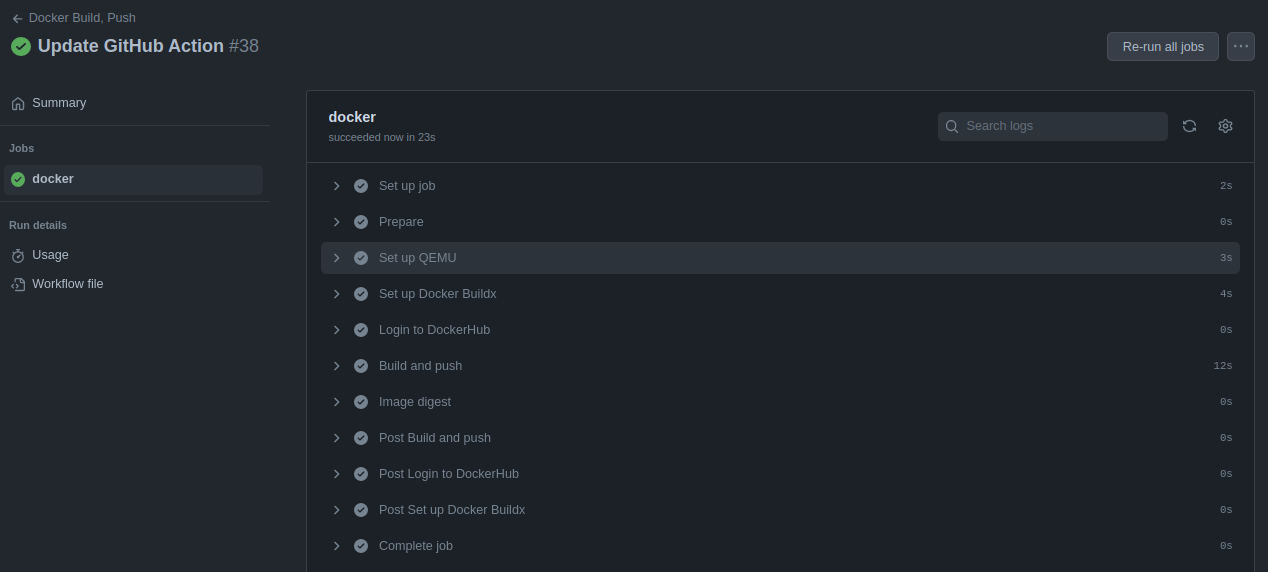 Docker Build, Push
Update GitHub Action #38
Re-run all jobs
Summary
Jobs
docker
Run details
Usage
Workflow file
docker
succeeded now in 23s
Search logs
Set up job 2s
Prepare 0s
Set up QEMU 3s
Set up Docker Buildx 4s
Login to DockerHub 0s
Build and push 12s
Image digest 0s
Post Build and push 0s
Post Login to DockerHub 0s
Post Set up Docker Buildx 0s
Complete job 0s